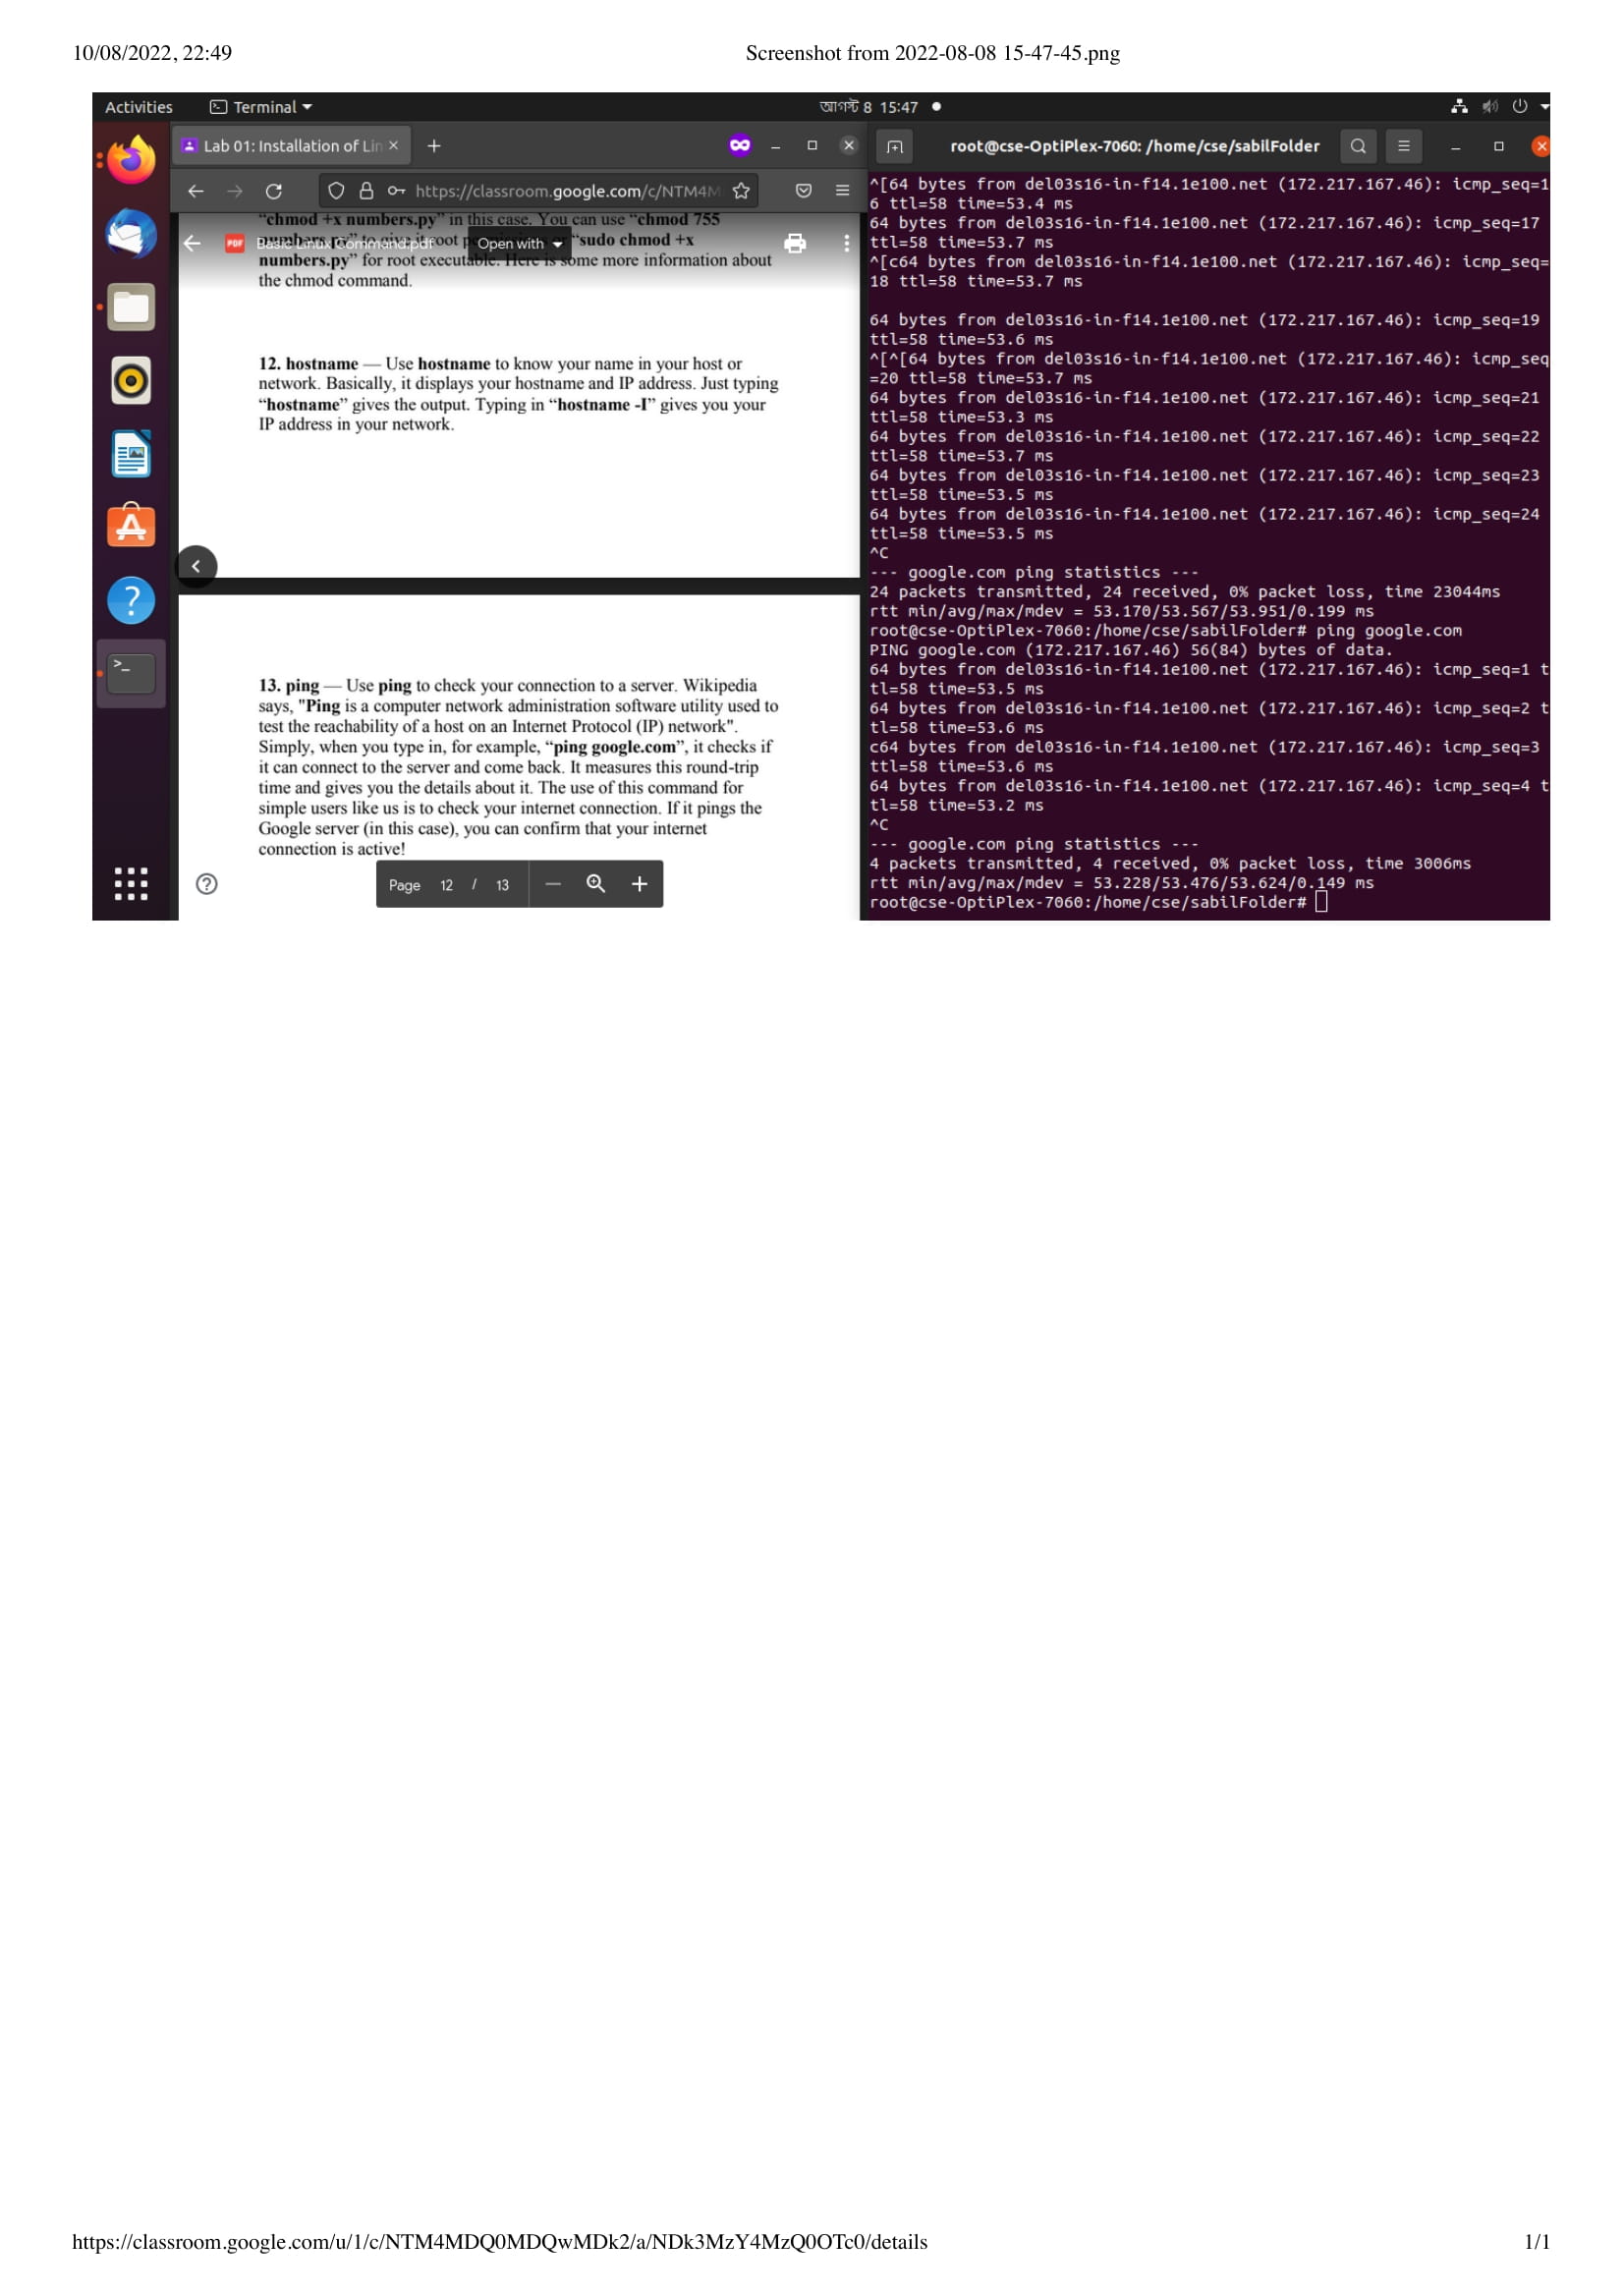 10/08/2022, 22:49
Screenshot from 2022-08-08 15-47-45.png
Activities
Terminal
আগস্ট 8 15:47
Lab 01: Installation of Lin
https://classroom.google.com/c/NTM4M
"chmod +x numbers.py" in this case. You can use "chmod 755
numbers.py" to give it root "sudo chmod +x
Basic Linux Command.pdf
Open with
numbers.py" for root executable. Here is some more information about
the chmod command.
12. hostname — Use hostname to know your name in your host or
network. Basically, it displays your hostname and IP address. Just typing
“hostname” gives the output. Typing in “hostname -I” gives you your
IP address in your network.
13. ping — Use ping to check your connection to a server. Wikipedia
says, "Ping is a computer network administration software utility used to
test the reachability of a host on an Internet Protocol (IP) network".
Simply, when you type in, for example, “ping google.com”, it checks if
it can connect to the server and come back. It measures this round-trip
time and gives you the details about it. The use of this command for
simple users like us is to check your internet connection. If it pings the
Google server (in this case), you can confirm that your internet
connection is active!
Page 12 / 13
root@cse-OptiPlex-7060: /home/cse/sabilFolder
^[64 bytes from del03s16-in-f14.1e100.net (172.217.167.46): icmp_seq=1
6 ttl=58 time=53.4 ms
64 bytes from del03s16-in-f14.1e100.net (172.217.167.46): icmp_seq=17
ttl=58 time=53.7 ms
^[c64 bytes from del03s16-in-f14.1e100.net (172.217.167.46): icmp_seq=
18 ttl=58 time=53.7 ms
64 bytes from del03s16-in-f14.1e100.net (172.217.167.46): icmp_seq=19
ttl=58 time=53.6 ms
^[^[64 bytes from del03s16-in-f14.1e100.net (172.217.167.46): icmp_seq
=20 ttl=58 time=53.7 ms
64 bytes from del03s16-in-f14.1e100.net (172.217.167.46): icmp_seq=21
ttl=58 time=53.3 ms
64 bytes from del03s16-in-f14.1e100.net (172.217.167.46): icmp_seq=22
ttl=58 time=53.7 ms
64 bytes from del03s16-in-f14.1e100.net (172.217.167.46): icmp_seq=23
ttl=58 time=53.5 ms
64 bytes from del03s16-in-f14.1e100.net (172.217.167.46): icmp_seq=24
ttl=58 time=53.5 ms
^C
--- google.com ping statistics ---
24 packets transmitted, 24 received, 0% packet loss, time 23044ms
rtt min/avg/max/mdev = 53.170/53.567/53.951/0.199 ms
root@cse-OptiPlex-7060:/home/cse/sabilFolder# ping google.com
PING google.com (172.217.167.46) 56(84) bytes of data.
64 bytes from del03s16-in-f14.1e100.net (172.217.167.46): icmp_seq=1 t
tl=58 time=53.5 ms
64 bytes from del03s16-in-f14.1e100.net (172.217.167.46): icmp_seq=2 t
tl=58 time=53.6 ms
c64 bytes from del03s16-in-f14.1e100.net (172.217.167.46): icmp_seq=3
ttl=58 time=53.6 ms
64 bytes from del03s16-in-f14.1e100.net (172.217.167.46): icmp_seq=4 t
tl=58 time=53.2 ms
^C
--- google.com ping statistics ---
4 packets transmitted, 4 received, 0% packet loss, time 3006ms
rtt min/avg/max/mdev = 53.228/53.476/53.624/0.149 ms
root@cse-OptiPlex-7060:/home/cse/sabilFolder#
https://classroom.google.com/u/1/c/NTM4MDQ0MDQwMDk2/a/NDk3MzY4MzQ0OTc0/details
1/1